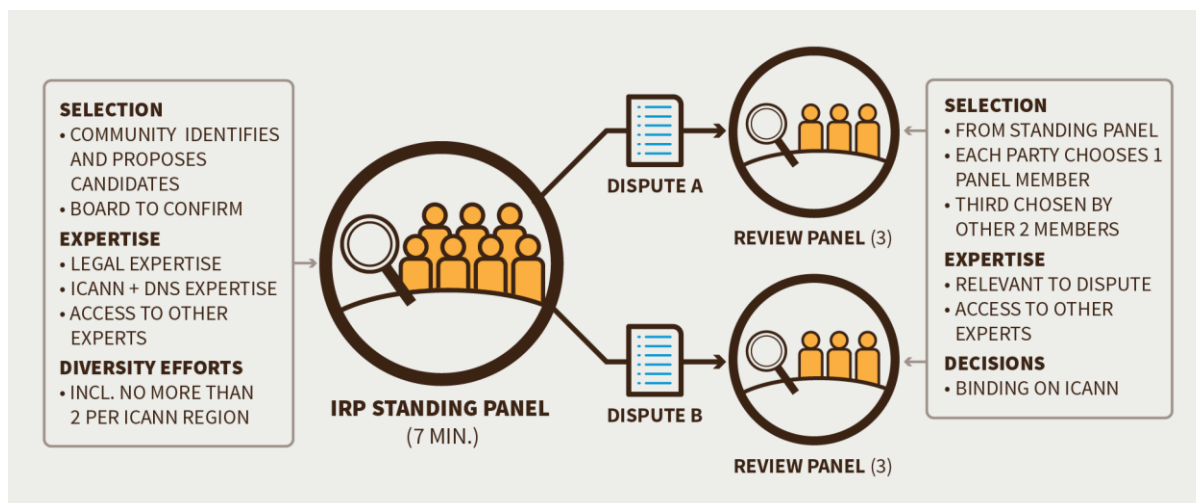 SELECTION
• COMMUNITY IDENTIFIES
AND PROPOSES
CANDIDATES
• BOARD TO CONFIRM
EXPERTISE
• LEGAL EXPERTISE
• ICANN + DNS EXPERTISE
• ACCESS TO OTHER
EXPERTS
DIVERSITY EFFORTS
• INCL. NO MORE THAN
2 PER ICANN REGION
IRP STANDING PANEL
(7 MIN.)
DISPUTE A
REVIEW PANEL (3)
DISPUTE B
REVIEW PANEL (3)
SELECTION
• FROM STANDING PANEL
• EACH PARTY CHOOSES 1
PANEL MEMBER
• THIRD CHOSEN BY
OTHER 2 MEMBERS
EXPERTISE
• RELEVANT TO DISPUTE
• ACCESS TO OTHER
EXPERTS
DECISIONS
• BINDING ON ICANN